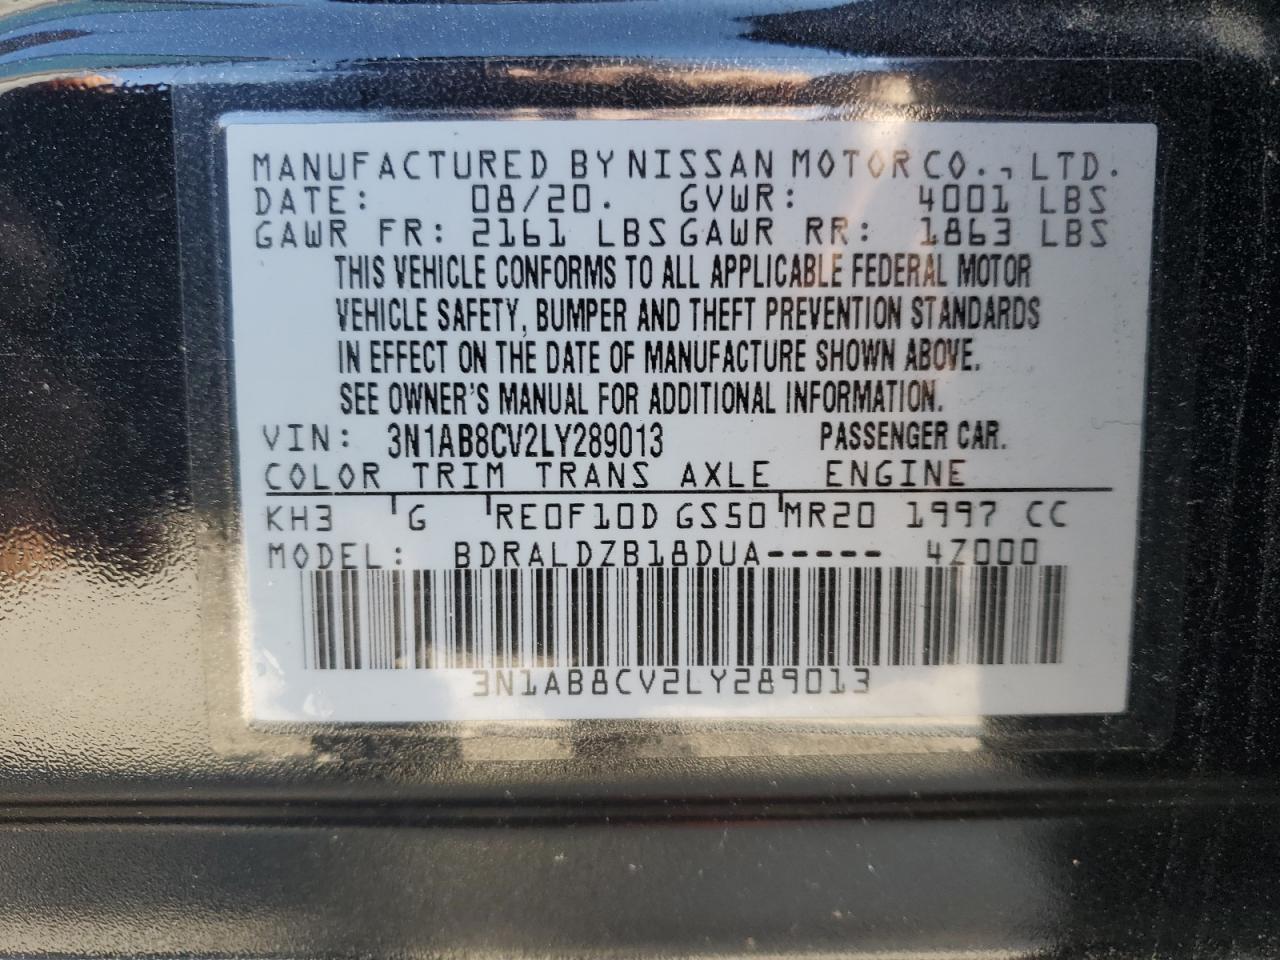 MANUFACTURED BY NISSAN MOTOR CO., LTD.
DATE: 08/20. GVWR: 4001 LBS
GAWR FR: 2161 LBS GAWR RR: 1863 LBS
THIS VEHICLE CONFORMS TO ALL APPLICABLE FEDERAL MOTOR
VEHICLE SAFETY, BUMPER AND THEFT PREVENTION STANDARDS
IN EFFECT ON THE DATE OF MANUFACTURE SHOWN ABOVE.
SEE OWNER'S MANUAL FOR ADDITIONAL INFORMATION.
VIN: 3N1AB8CV2LY289013 PASSENGER CAR.
COLOR TRIM TRANS AXLE ENGINE
KH3 G RE0F10D GS50 MR20 1997 CC
MODEL: BDRALDZB18DUA----- 4Z000
3N1AB8CV2LY289013